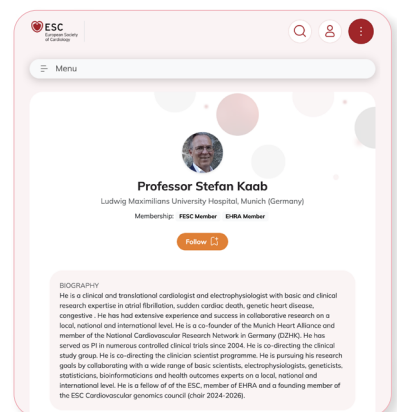 ESC
European Society
of Cardiology
Menu
Professor Stefan Kaab
Ludwig Maximilians University Hospital, Munich (Germany)
Membership: FESC Member EHRA Member
Follow
BIOGRAPHY
He is a clinical and translational cardiologist and electrophysiologist with basic and clinical
research expertise in atrial fibrillation, sudden cardiac death, genetic heart disease,
congestive . He has had extensive experience and success in collaborative research on a
local, national and international level. He is a co-founder of the Munich Heart Alliance and
member of the National Cardiovascular Research Network in Germany (DZHK). He has
served as PI in numerous controlled clinical trials since 2004. He is co-directing the clinical
study group. He is co-directing the clinician scientist programme. He is pursuing his research
goals by collaborating with a wide range of basic scientists, electrophysiologists, geneticists,
statisticians, bioinformaticians and health outcomes experts on a local, national and
international level. He is a fellow of of the ESC, member of EHRA and a founding member of
the ESC Cardiovascular genomics council (chair 2024-2026).